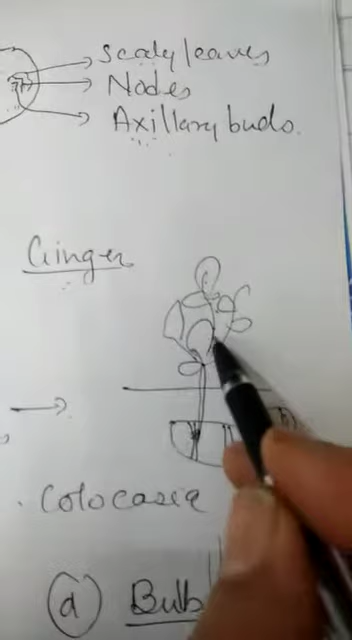 Scaly leaves
Nodes
Axillary buds.
Ginger
Colocasia
(a) Bulb